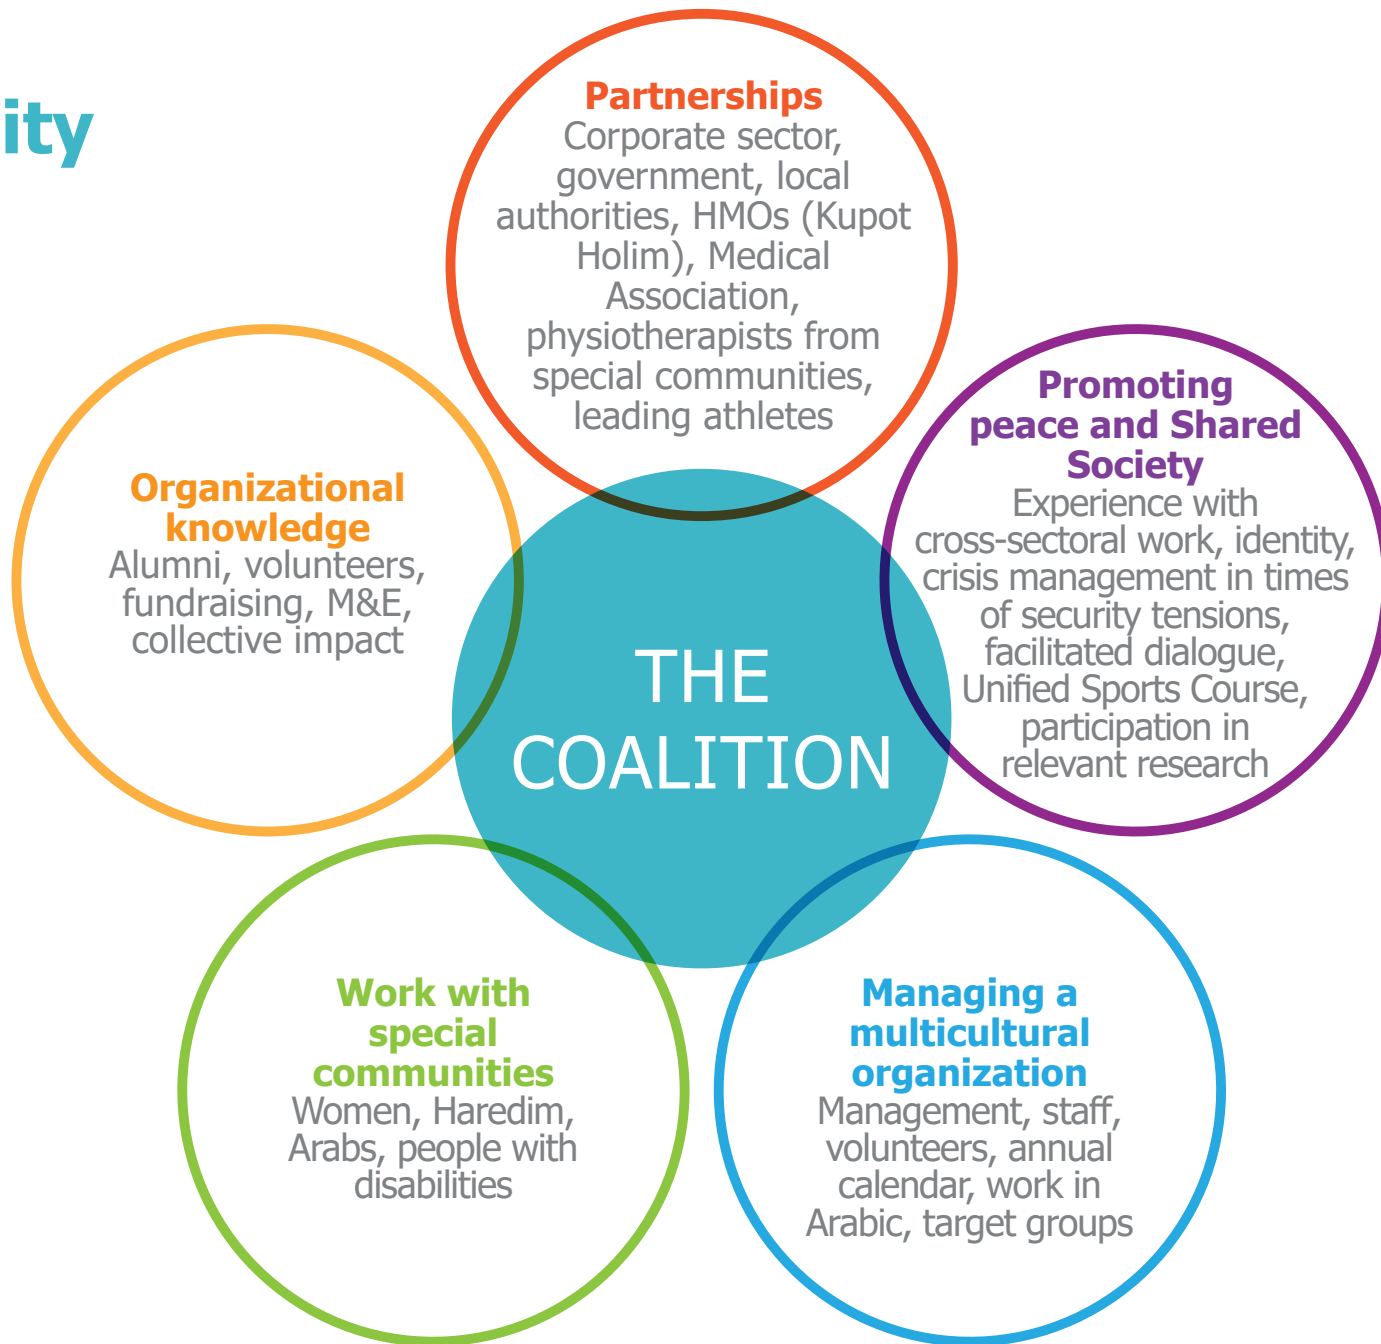 ity
Partnerships
Corporate sector,
government, local
authorities, HMOs (Kupot
Holim), Medical
Association,
physiotherapists from
special communities,
leading athletes
Organizational
knowledge
Alumni, volunteers,
fundraising, M&E,
collective impact
Promoting
peace and Shared
Society
Experience with
cross-sectoral work, identity,
crisis management in times
of security tensions,
facilitated dialogue,
Unified Sports Course,
participation in
relevant research
THE
COALITION
Work with
special
communities
Women, Haredim,
Arabs, people with
disabilities
Managing a
multicultural
organization
Management, staff,
volunteers, annual
calendar, work in
Arabic, target groups